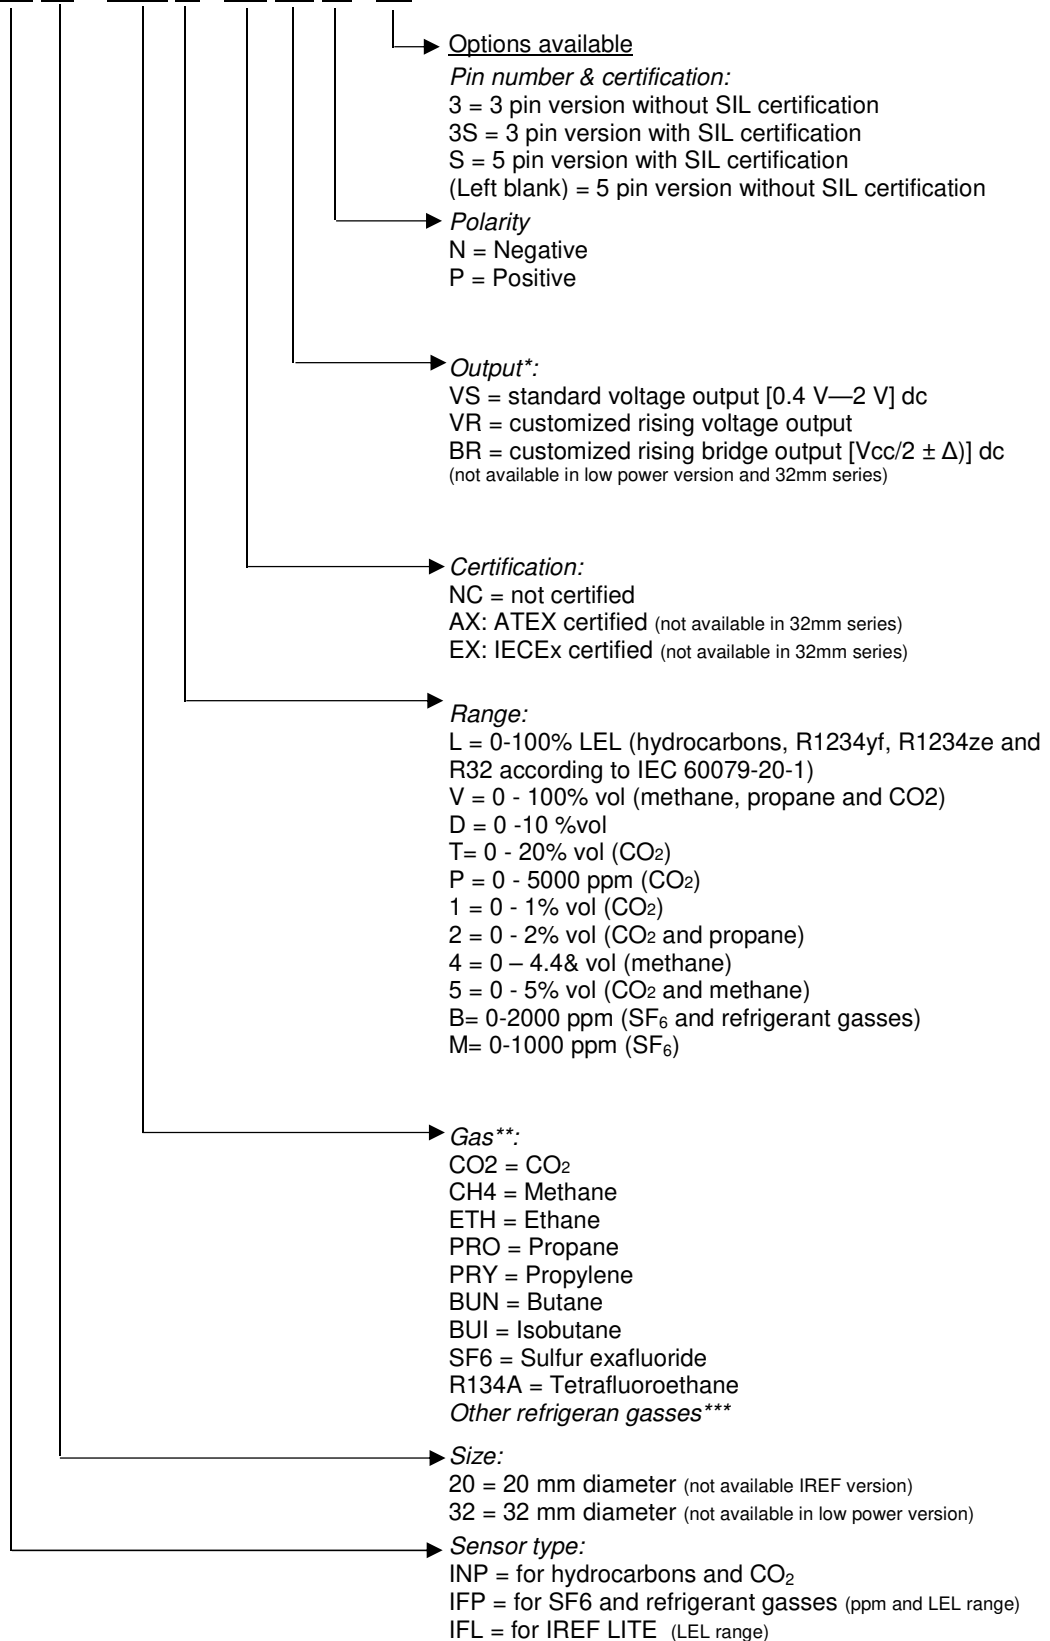 Options available
Pin number & certification:
3 = 3 pin version without SIL certification
3S = 3 pin version with SIL certification
S = 5 pin version with SIL certification
(Left blank) = 5 pin version without SIL certification
Polarity
N = Negative
P = Positive
Output*:
VS = standard voltage output [0.4 V—2 V] dc
VR = customized rising voltage output
BR = customized rising bridge output [Vcc/2 ± Δ)] dc
(not available in low power version and 32mm series)
Certification:
NC = not certified
AX: ATEX certified (not available in 32mm series)
EX: IECEx certified (not available in 32mm series)
Range:
L = 0-100% LEL (hydrocarbons, R1234yf, R1234ze and
R32 according to IEC 60079-20-1)
V = 0 - 100% vol (methane, propane and CO2)
D = 0 -10 %vol
T= 0 - 20% vol (CO2)
P = 0 - 5000 ppm (CO2)
1 = 0 - 1% vol (CO2)
2 = 0 - 2% vol (CO2 and propane)
4 = 0 – 4.4& vol (methane)
5 = 0 - 5% vol (CO2 and methane)
B= 0-2000 ppm (SF6 and refrigerant gasses)
M= 0-1000 ppm (SF6)
Gas**:
CO2 = CO2
CH4 = Methane
ETH = Ethane
PRO = Propane
PRY = Propylene
BUN = Butane
BUI = Isobutane
SF6 = Sulfur exafluoride
R134A = Tetrafluoroethane
Other refrigeran gasses***
Size:
20 = 20 mm diameter (not available IREF version)
32 = 32 mm diameter (not available in low power version)
Sensor type:
INP = for hydrocarbons and CO2
IFP = for SF6 and refrigerant gasses (ppm and LEL range)
IFL = for IREF LITE (LEL range)